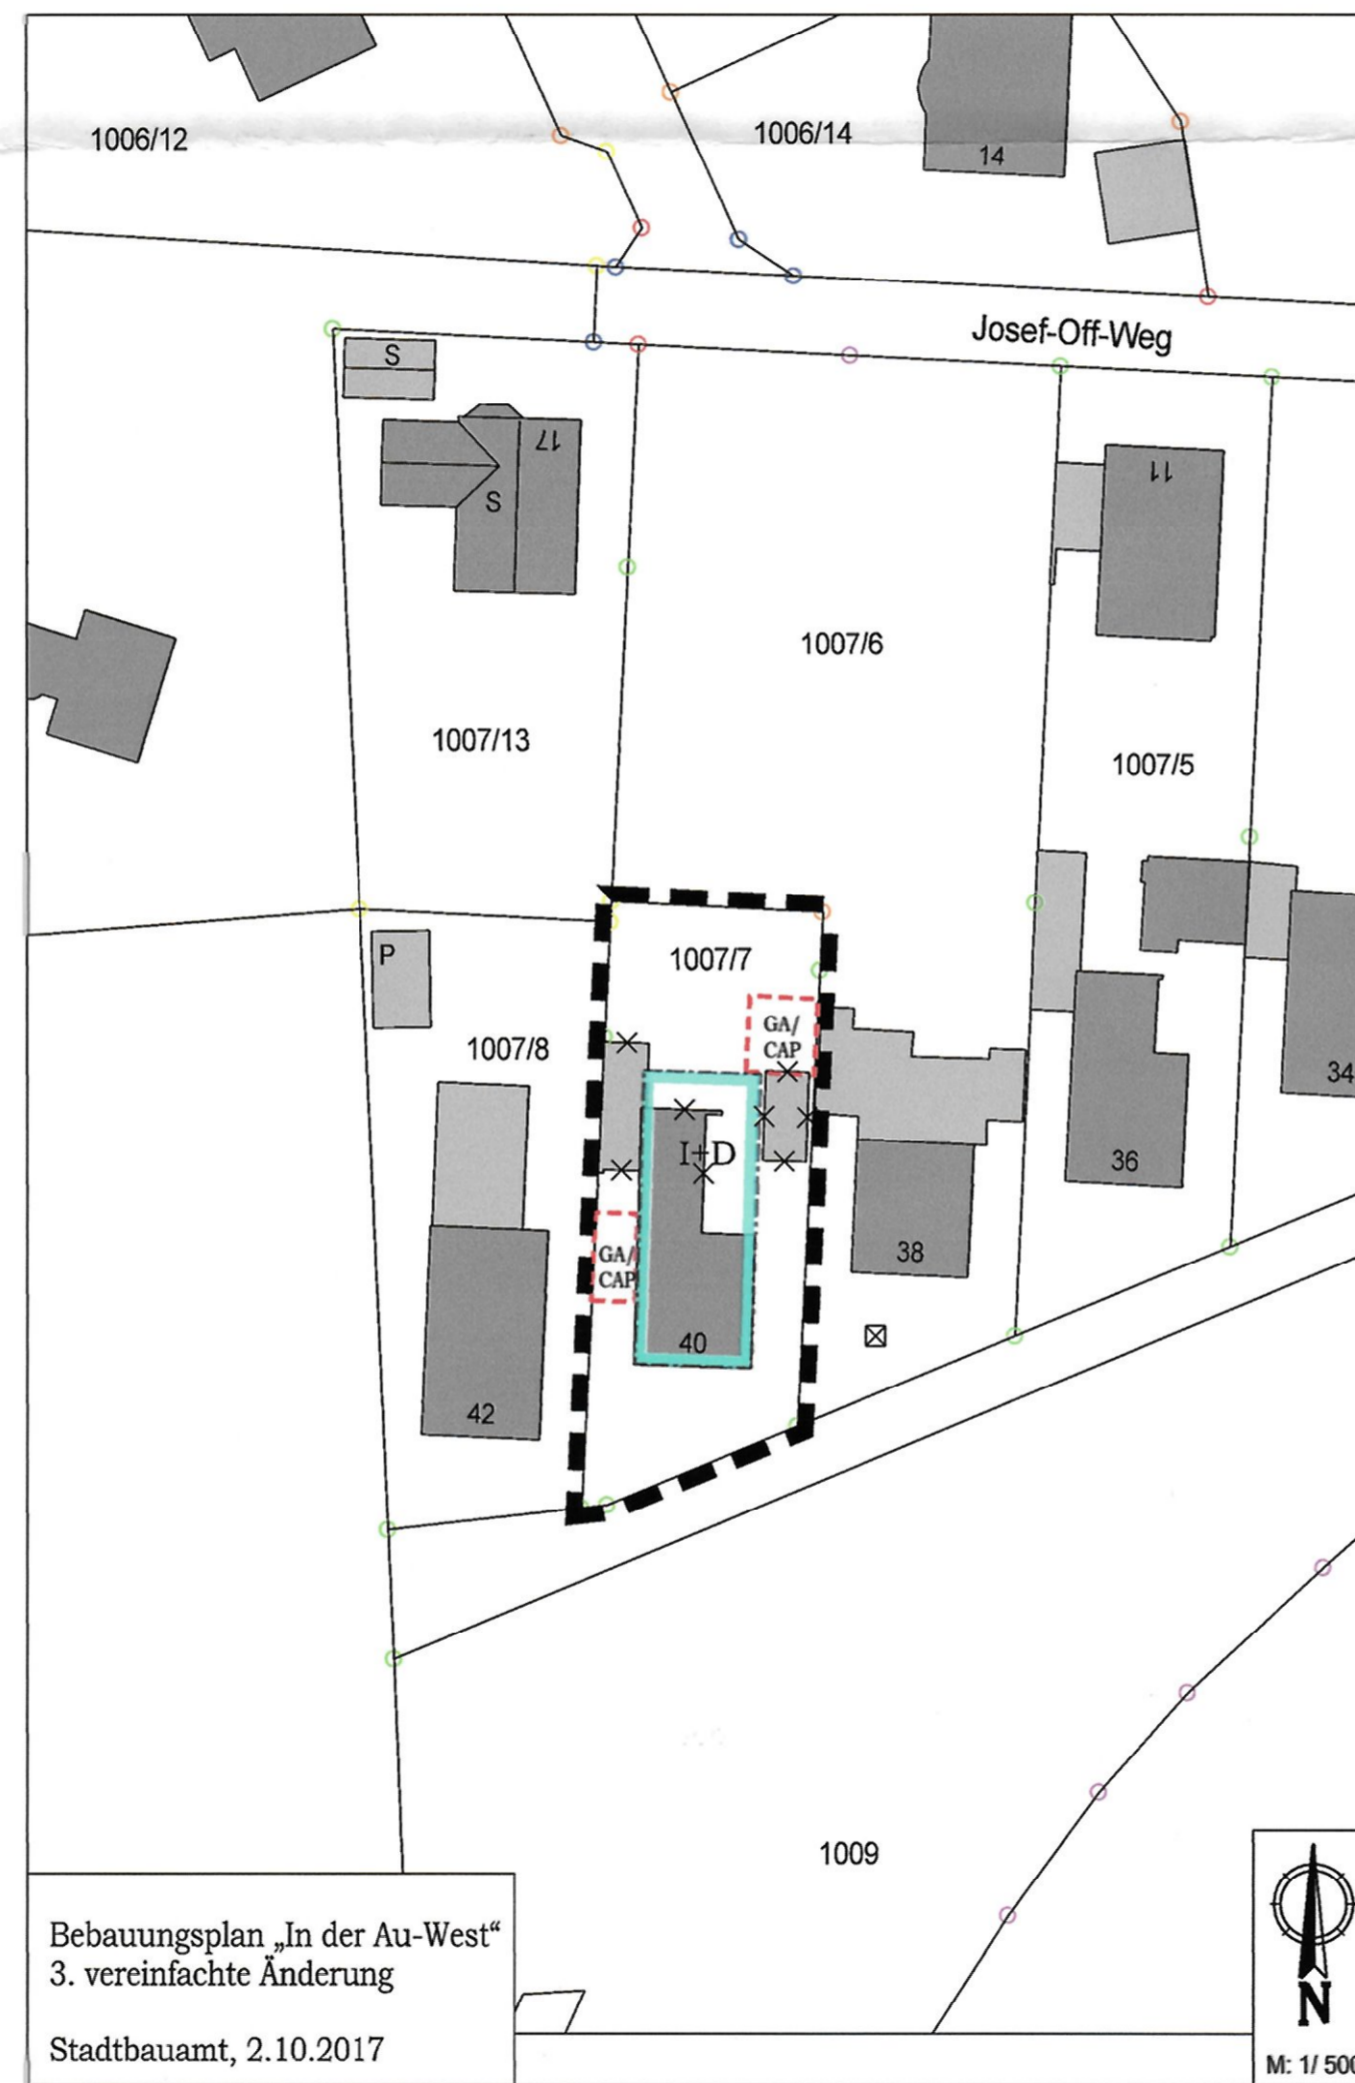 1006/12
1006/14
14
Josef-Off-Weg
S
17
S
11
1007/6
1007/13
1007/5
P
1007/7
1007/8
GA/
CAP
34
I+D
36
38
GA/
CAP
40
42
1009
Bebauungsplan „In der Au-West“
3. vereinfachte Änderung
Stadtbauamt, 2.10.2017
N
M: 1/ 500